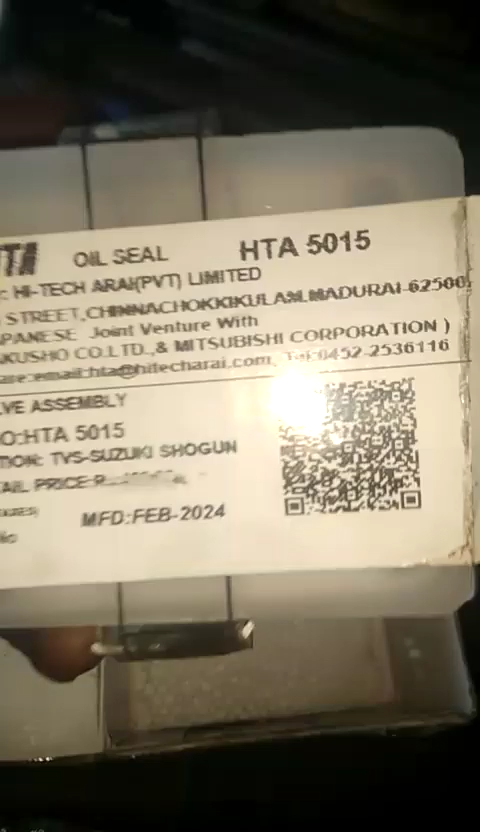 HTA OIL SEAL HTA 5015
: HI-TECH ARAI(PVT) LIMITED
STREET,CHINNACHOKKIKULAM,MADURAI-62500
PANESE Joint Venture With
KUSHO CO.LTD.,& MITSUBISHI CORPORATION )
are:email:hta@hitecharai.com, Tel:0452-2536116
VE ASSEMBLY
O:HTA 5015
TION: TVS-SUZUKI SHOGUN
AIL PRICE:R
MFD:FEB-2024